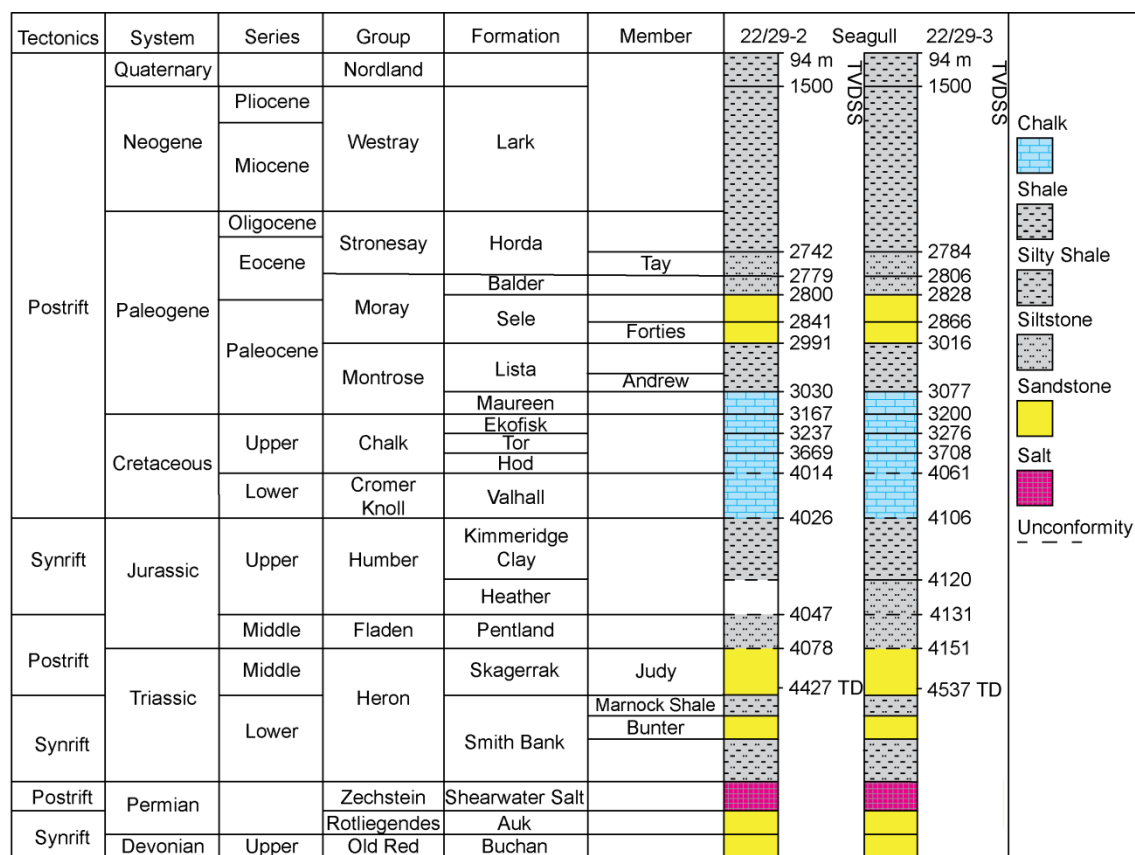 Tectonics System Series Group Formation Member 22/29-2 Seagull 22/29-3
Quaternary Nordland 94 m 94 m
TVDSS TVDSS
1500 1500
Pliocene
Neogene Westray Lark
Miocene
Chalk
Shale
Oligocene
Stronesay Horda
Eocene 2742 2784
Tay
Silty Shale
2779 2806
Balder
2800 2828
Postrift Paleogene Moray
Sele
Siltstone
2841 2866
Forties
Paleocene 2991 3016
Lista
Montrose
Andrew
Sandstone
3030 3077
Maureen
3167 3200
Ekofisk
3237 3276
Upper Chalk Tor
3669 3708
Cretaceous Hod
Salt
4014 4061
Lower Cromer
Knoll
Valhall
4026 4106
Unconformity
Kimmeridge
Clay
Synrift Jurassic Upper Humber
4120
Heather
4047 4131
Middle Fladen Pentland
4078 4151
Postrift
Middle Skagerrak Judy
4427 TD 4537 TD
Triassic Heron
Marnock Shale
Lower Bunter
Synrift Smith Bank
Postrift Permian Zechstein Shearwater Salt
Rotliegendes Auk
Synrift
Devonian Upper Old Red Buchan